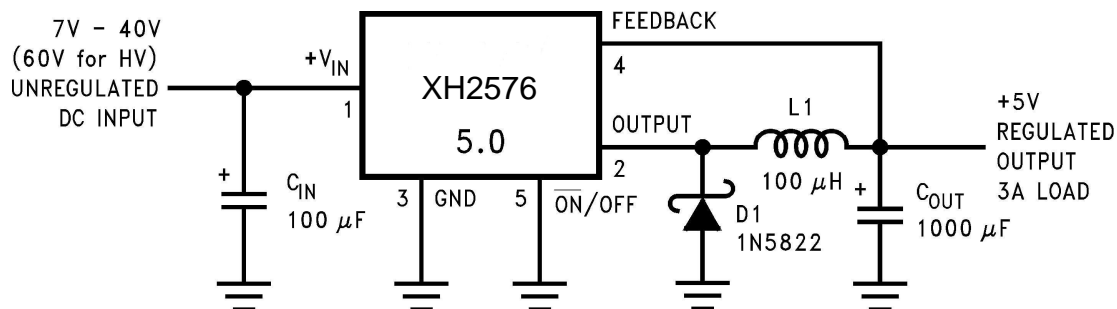 7V – 40V
(60V for HV)
UNREGULATED
DC INPUT
+V_IN
1
+
C_IN
100 μF
XH2576
5.0
3
GND
5
O̅N̅/OFF
FEEDBACK
4
OUTPUT
2
L1
100 μH
D1
1N5822
+
C_OUT
1000 μF
+5V
REGULATED
OUTPUT
3A LOAD